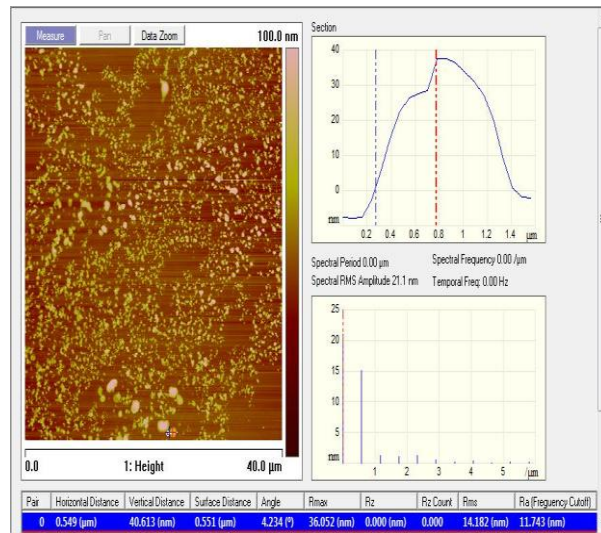 Measure Pan Data Zoom 100.0 nm
0.0 1: Height 40.0 µm
Section
40
30
20
10
0
nm
0.2 0.4 0.6 0.8 1.0 1.2 1.4 µm
Spectral Period 0.00 µm Spectral Frequency 0.00 /µm
Spectral RMS Amplitude 21.1 nm Temporal Freq: 0.00 Hz
25
20
15
10
5
nm
1 2 3 4 5 /µm
Pair Horizontal Distance Vertical Distance Surface Distance Angle Rmax Rz Rz Count Rms Ra (Freguency Cutoff)
0 0.549 (µm) 40.613 (nm) 0.551 (µm) 4.234 (º) 36.052 (nm) 0.000 (nm) 0.000 14.182 (nm) 11.743 (nm)